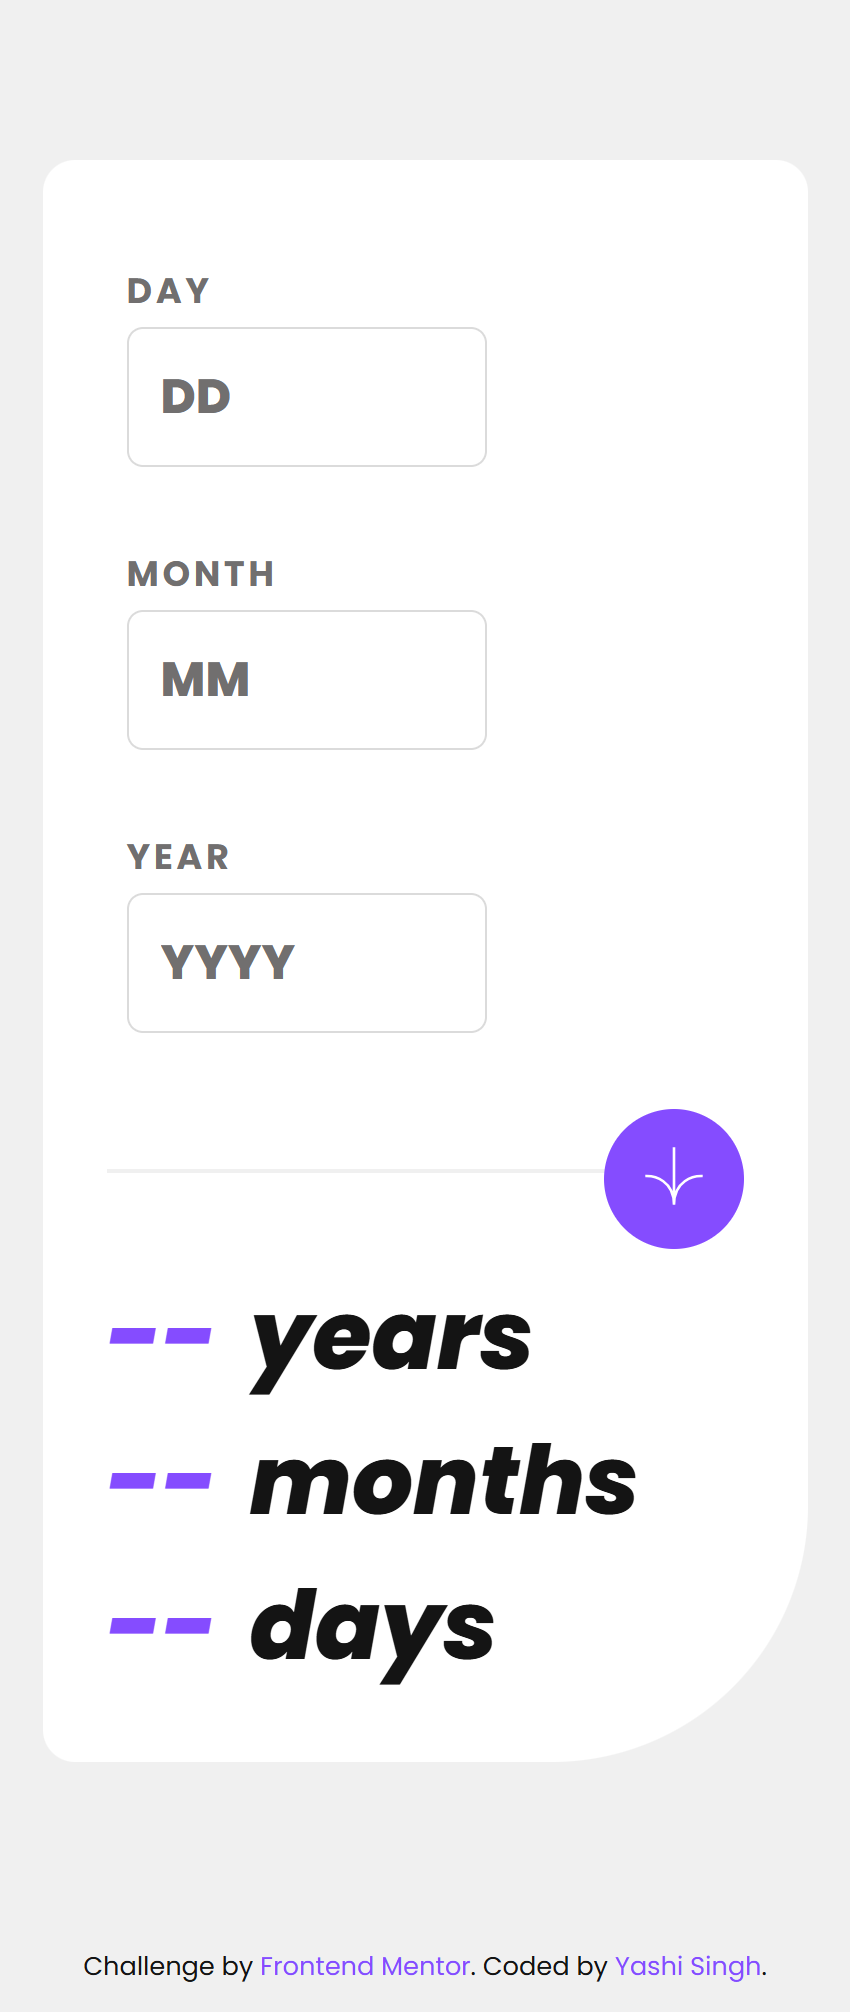 DAY
DD
MONTH
MM
YEAR
YYYY
-- years
-- months
-- days
Challenge by Frontend Mentor. Coded by Yashi Singh.